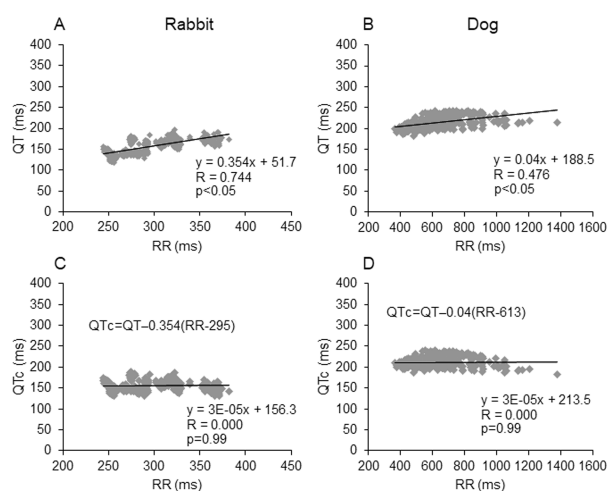 A
Rabbit
B
Dog
400
350
300
250
200
150
100
50
0
QT (ms)
y = 0.354x + 51.7
R = 0.744
p<0.05
200
250
300
350
400
450
RR (ms)
400
350
300
250
200
150
100
50
0
QT (ms)
y = 0.04x + 188.5
R = 0.476
p<0.05
200 400 600 800 1000 1200 1400 1600
RR (ms)
C
D
400
350
300
250
200
150
100
50
0
QTc (ms)
QTc=QT–0.354(RR-295)
y = 3E-05x + 156.3
R = 0.000
p=0.99
200
250
300
350
400
450
RR (ms)
400
350
300
250
200
150
100
50
0
QTc (ms)
QTc=QT–0.04(RR-613)
y = 3E-05x + 213.5
R = 0.000
p=0.99
200 400 600 800 1000 1200 1400 1600
RR (ms)